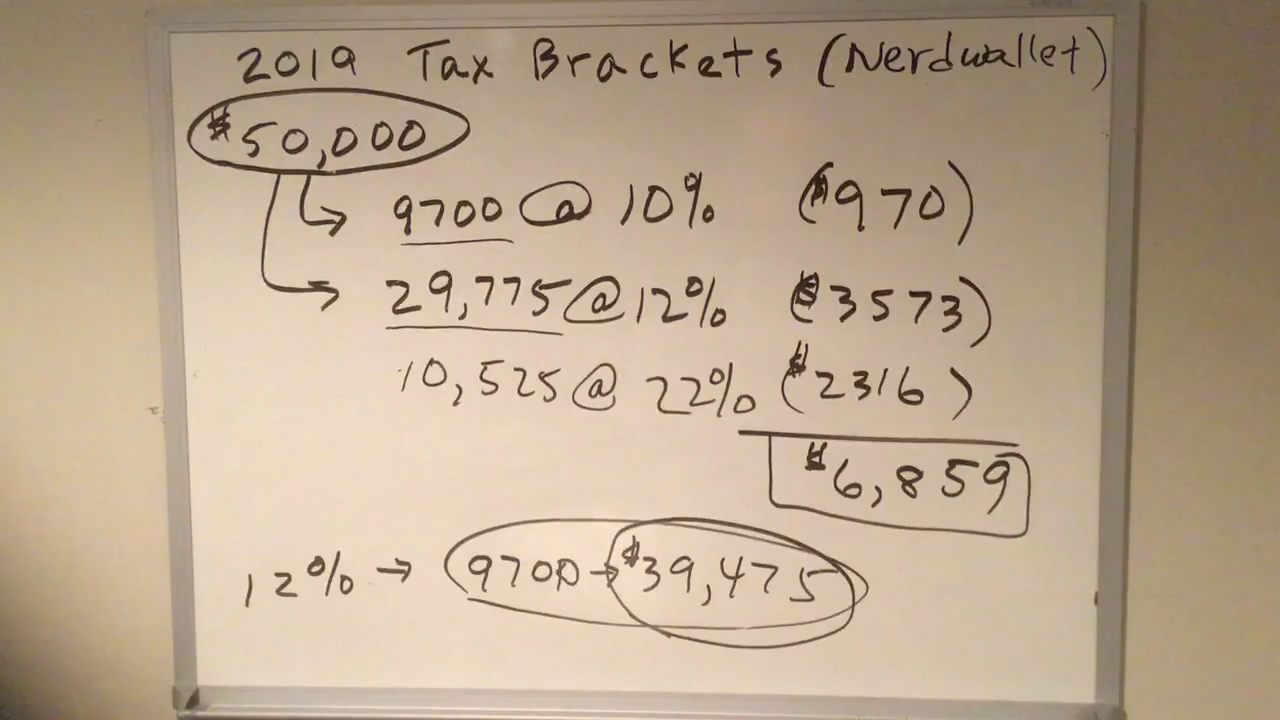 2019 Tax Brackets (Nerdwallet)
$50,000
9700 @ 10% ($970)
29,775 @ 12% ($3573)
10,525 @ 22% ($2316)
$6,859
12% → 9700 → $39,475